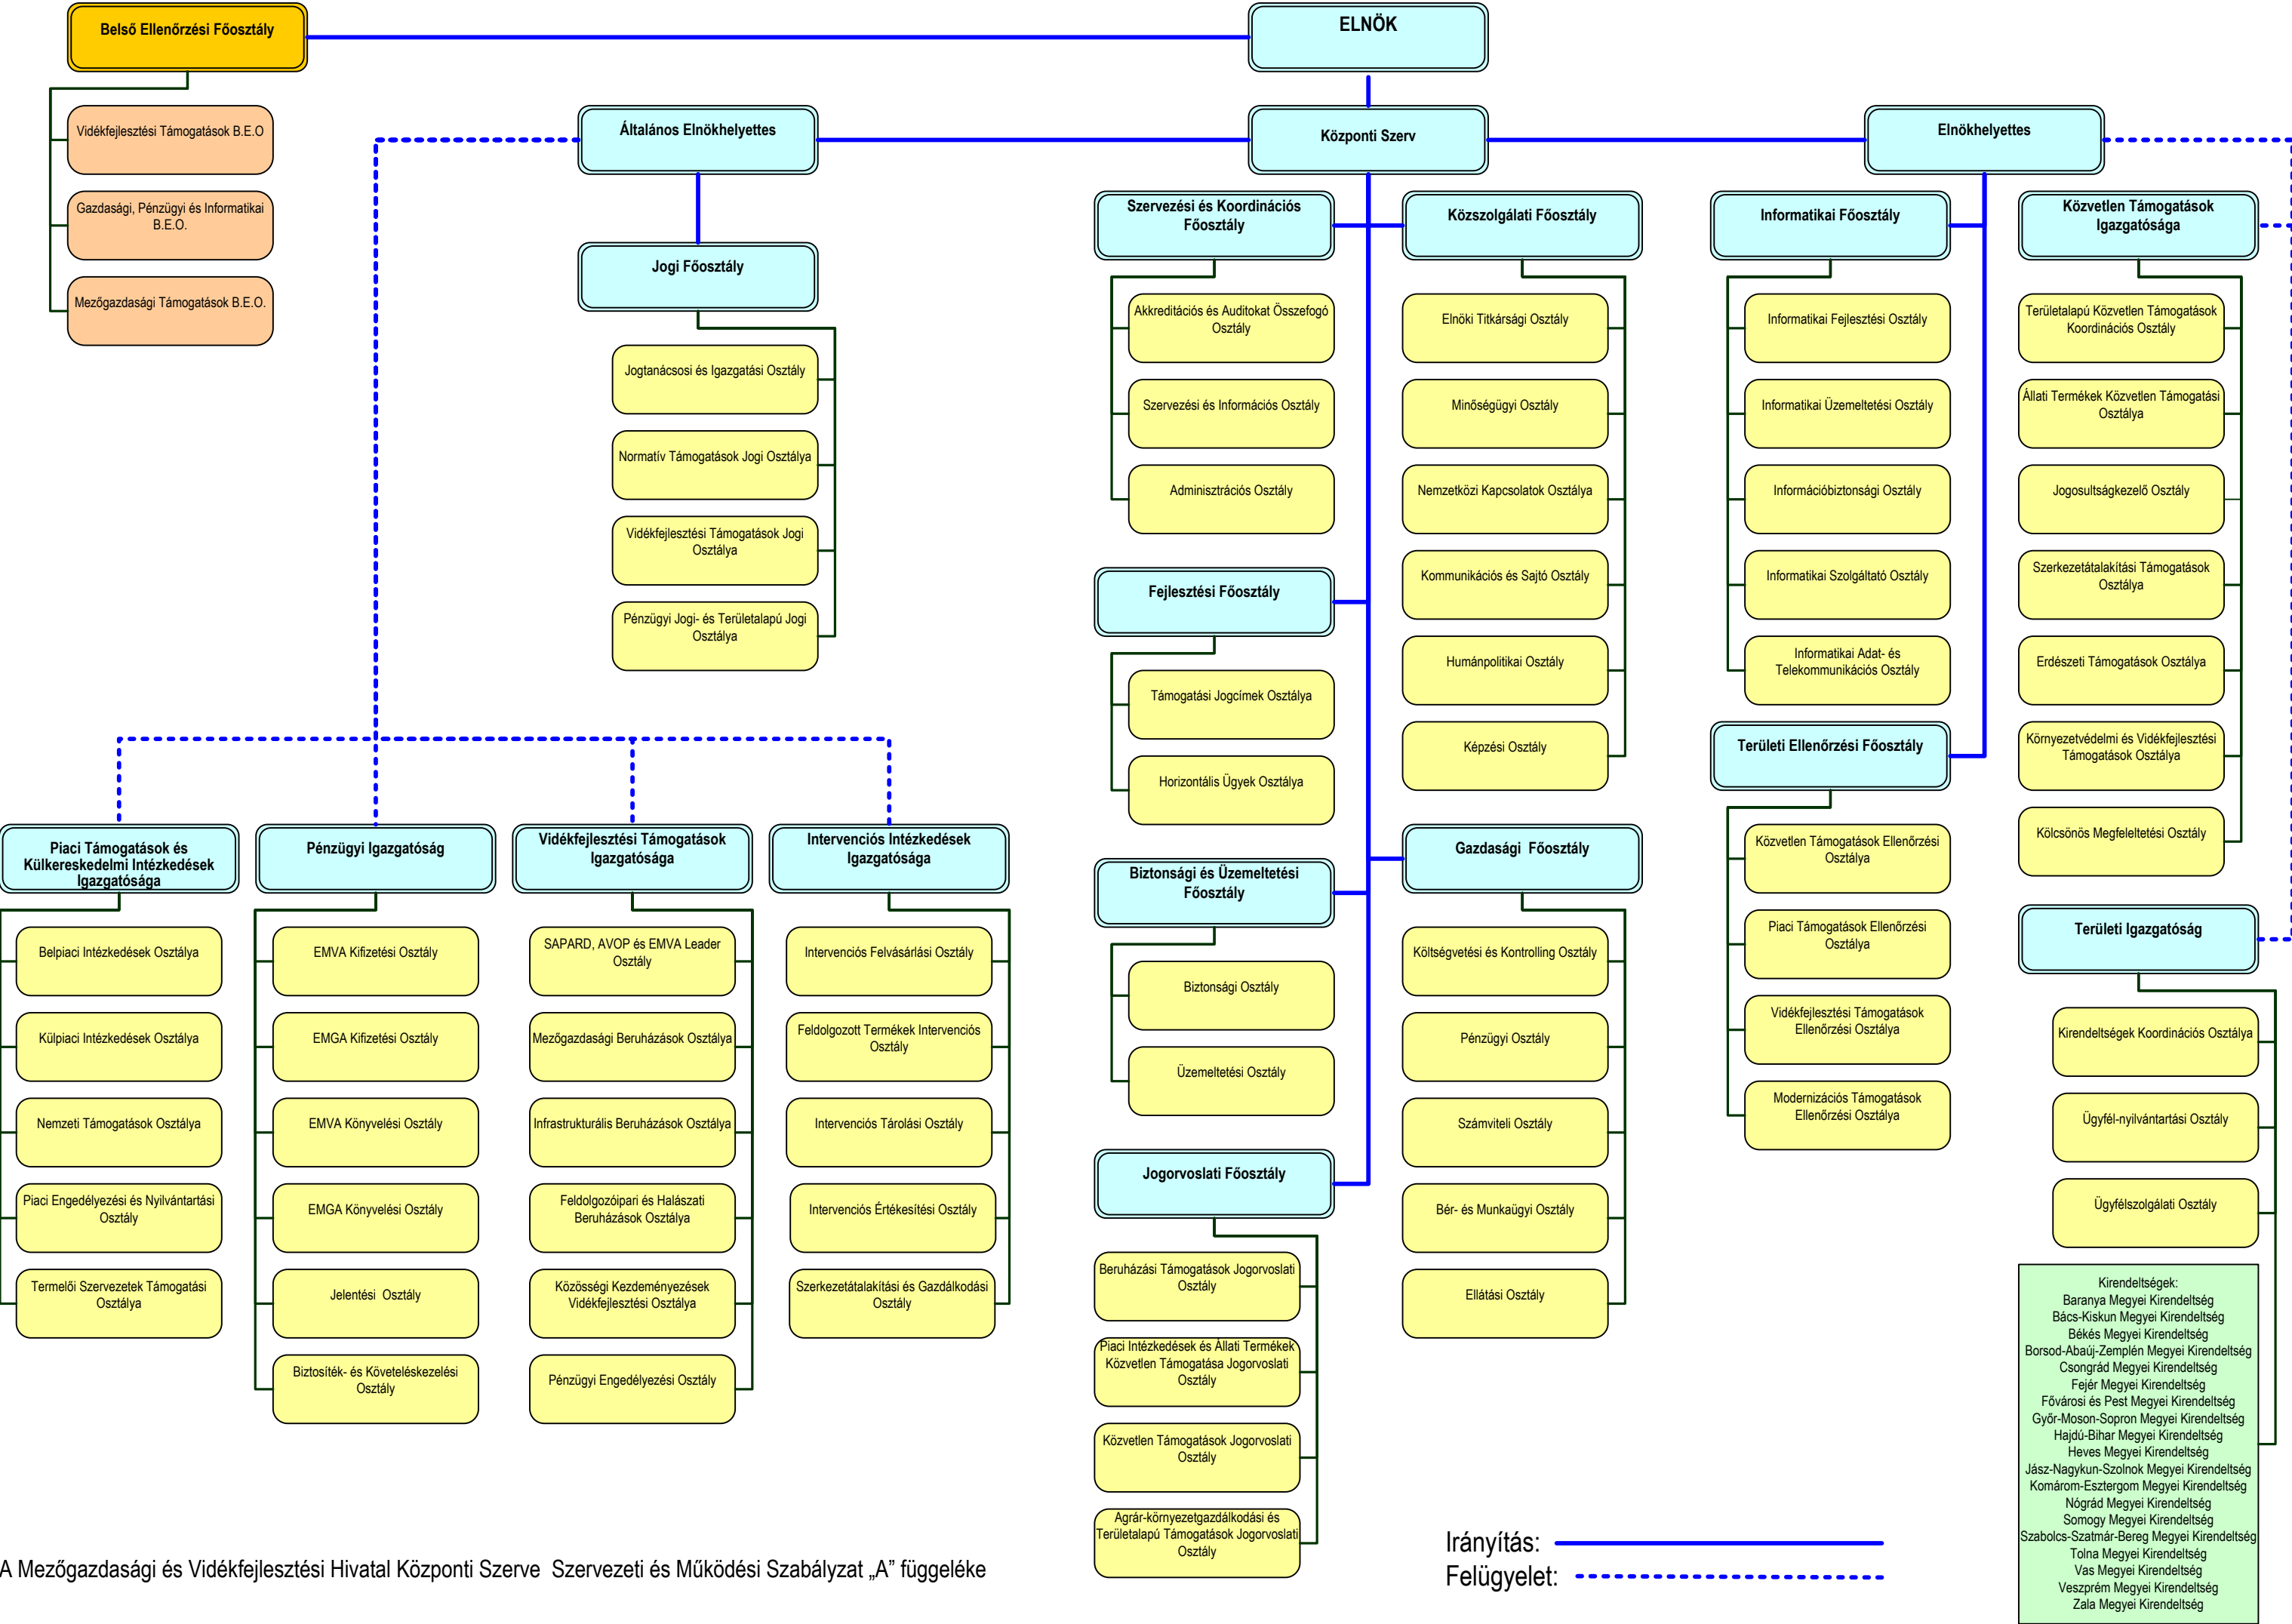 Belső Ellenőrzési Főosztály
ELNÖK
Vidékfejlesztési Támogatások B.E.O
Gazdasági, Pénzügyi és Informatikai
B.E.O.
Mezőgazdasági Támogatások B.E.O.
Általános Elnökhelyettes
Központi Szerv
Elnökhelyettes
Jogi Főosztály
Jogtanácsosi és Igazgatási Osztály
Normatív Támogatások Jogi Osztálya
Vidékfejlesztési Támogatások Jogi
Osztálya
Pénzügyi Jogi- és Területalapú Jogi
Osztálya
Szervezési és Koordinációs
Főosztály
Akkreditációs és Auditokat Összefogó
Osztály
Szervezési és Információs Osztály
Adminisztrációs Osztály
Fejlesztési Főosztály
Támogatási Jogcímek Osztálya
Horizontális Ügyek Osztálya
Biztonsági és Üzemeltetési
Főosztály
Biztonsági Osztály
Üzemeltetési Osztály
Jogorvoslati Főosztály
Beruházási Támogatások Jogorvoslati
Osztály
Piaci Intézkedések és Állati Termékek
Közvetlen Támogatása Jogorvoslati
Osztály
Közvetlen Támogatások Jogorvoslati
Osztály
Agrár-környezetgazdálkodási és
Területalapú Támogatások Jogorvoslati
Osztály
Közszolgálati Főosztály
Elnöki Titkársági Osztály
Minőségügyi Osztály
Nemzetközi Kapcsolatok Osztálya
Kommunikációs és Sajtó Osztály
Humánpolitikai Osztály
Képzési Osztály
Gazdasági Főosztály
Költségvetési és Kontrolling Osztály
Pénzügyi Osztály
Számviteli Osztály
Bér- és Munkaügyi Osztály
Ellátási Osztály
Informatikai Főosztály
Informatikai Fejlesztési Osztály
Informatikai Üzemeltetési Osztály
Információbiztonsági Osztály
Informatikai Szolgáltató Osztály
Informatikai Adat- és
Telekommunikációs Osztály
Területi Ellenőrzési Főosztály
Közvetlen Támogatások Ellenőrzési
Osztálya
Piaci Támogatások Ellenőrzési
Osztálya
Vidékfejlesztési Támogatások
Ellenőrzési Osztálya
Modernizációs Támogatások
Ellenőrzési Osztálya
Közvetlen Támogatások
Igazgatósága
Területalapú Közvetlen Támogatások
Koordinációs Osztály
Állati Termékek Közvetlen Támogatási
Osztálya
Jogosultságkezelő Osztály
Szerkezetátalakítási Támogatások
Osztálya
Erdészeti Támogatások Osztálya
Környezetvédelmi és Vidékfejlesztési
Támogatások Osztálya
Kölcsönös Megfeleltetési Osztály
Területi Igazgatóság
Kirendeltségek Koordinációs Osztálya
Ügyfél-nyilvántartási Osztály
Ügyfélszolgálati Osztály
Kirendeltségek:
Baranya Megyei Kirendeltség
Bács-Kiskun Megyei Kirendeltség
Békés Megyei Kirendeltség
Borsod-Abaúj-Zemplén Megyei Kirendeltség
Csongrád Megyei Kirendeltség
Fejér Megyei Kirendeltség
Fővárosi és Pest Megyei Kirendeltség
Győr-Moson-Sopron Megyei Kirendeltség
Hajdú-Bihar Megyei Kirendeltség
Heves Megyei Kirendeltség
Jász-Nagykun-Szolnok Megyei Kirendeltség
Komárom-Esztergom Megyei Kirendeltség
Nógrád Megyei Kirendeltség
Somogy Megyei Kirendeltség
Szabolcs-Szatmár-Bereg Megyei Kirendeltség
Tolna Megyei Kirendeltség
Vas Megyei Kirendeltség
Veszprém Megyei Kirendeltség
Zala Megyei Kirendeltség
Piaci Támogatások és
Külkereskedelmi Intézkedések
Igazgatósága
Belpiaci Intézkedések Osztálya
Külpiaci Intézkedések Osztálya
Nemzeti Támogatások Osztálya
Piaci Engedélyezési és Nyilvántartási
Osztály
Termelői Szervezetek Támogatási
Osztálya
Pénzügyi Igazgatóság
EMVA Kifizetési Osztály
EMGA Kifizetési Osztály
EMVA Könyvelési Osztály
EMGA Könyvelési Osztály
Jelentési Osztály
Biztosíték- és Követeléskezelési
Osztály
Vidékfejlesztési Támogatások
Igazgatósága
SAPARD, AVOP és EMVA Leader
Osztály
Mezőgazdasági Beruházások Osztálya
Infrastrukturális Beruházások Osztálya
Feldolgozóipari és Halászati
Beruházások Osztálya
Közösségi Kezdeményezések
Vidékfejlesztési Osztálya
Pénzügyi Engedélyezési Osztály
Intervenciós Intézkedések
Igazgatósága
Intervenciós Felvásárlási Osztály
Feldolgozott Termékek Intervenciós
Osztály
Intervenciós Tárolási Osztály
Intervenciós Értékesítési Osztály
Szerkezetátalakítási és Gazdálkodási
Osztály
Irányítás:
Felügyelet:
A Mezőgazdasági és Vidékfejlesztési Hivatal Központi Szerve Szervezeti és Működési Szabályzat „A” függeléke